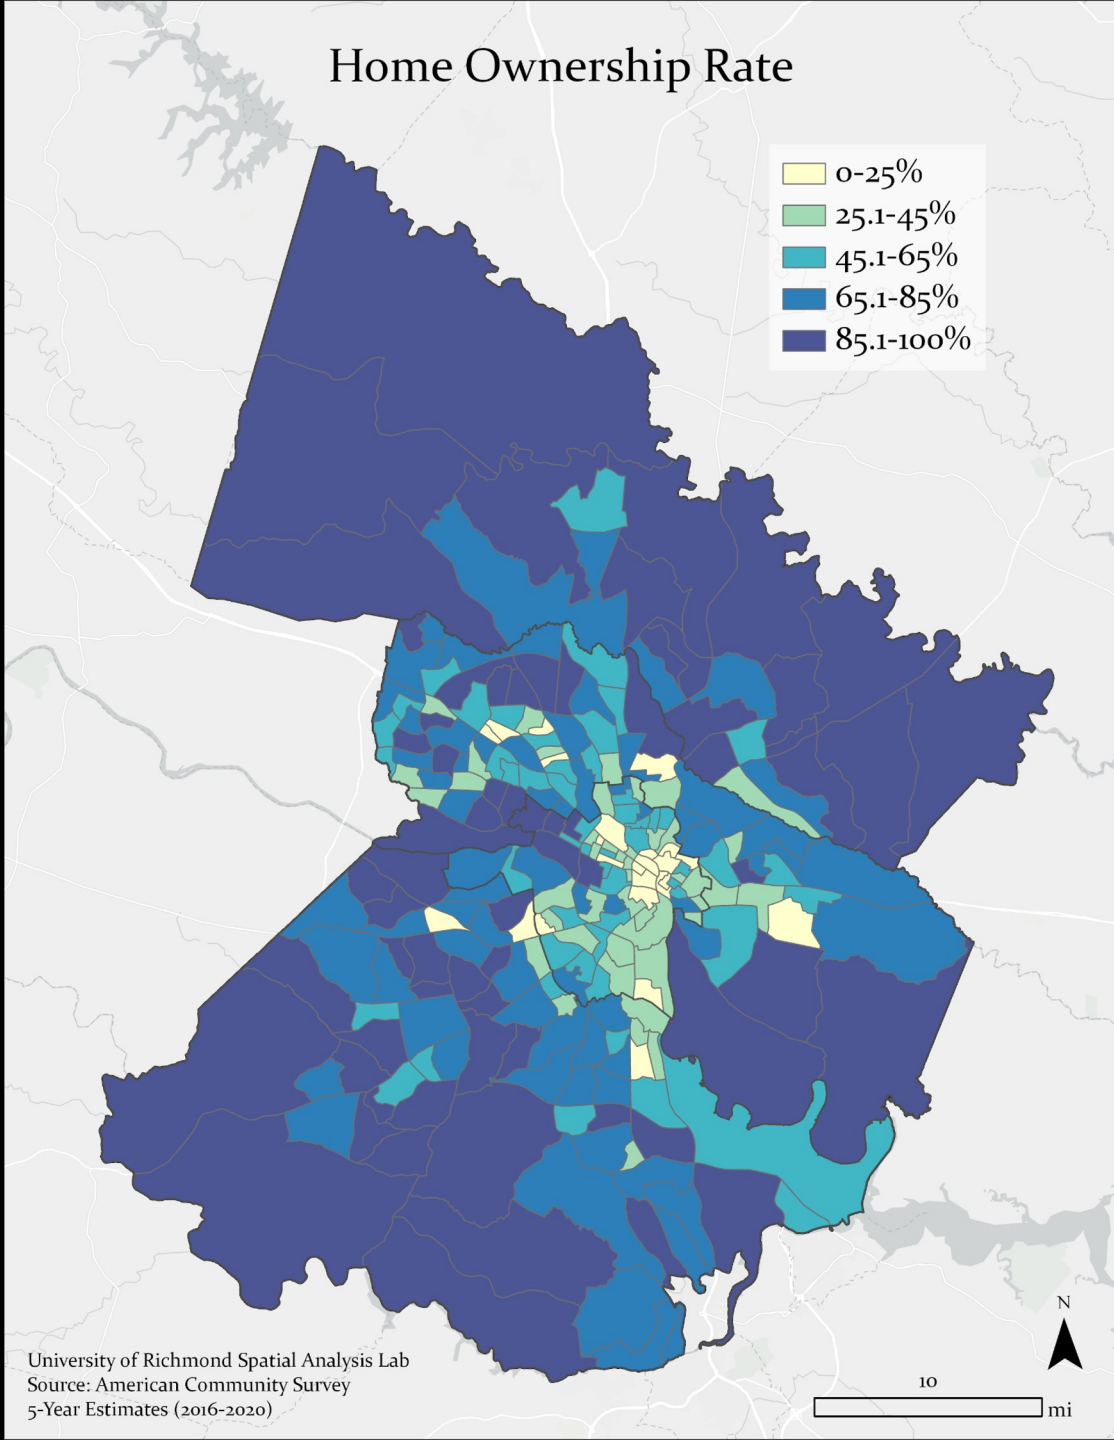 Home Ownership Rate
0-25%
25.1-45%
45.1-65%
65.1-85%
85.1-100%
N
University of Richmond Spatial Analysis Lab
Source: American Community Survey
5-Year Estimates (2016-2020)
10
mi